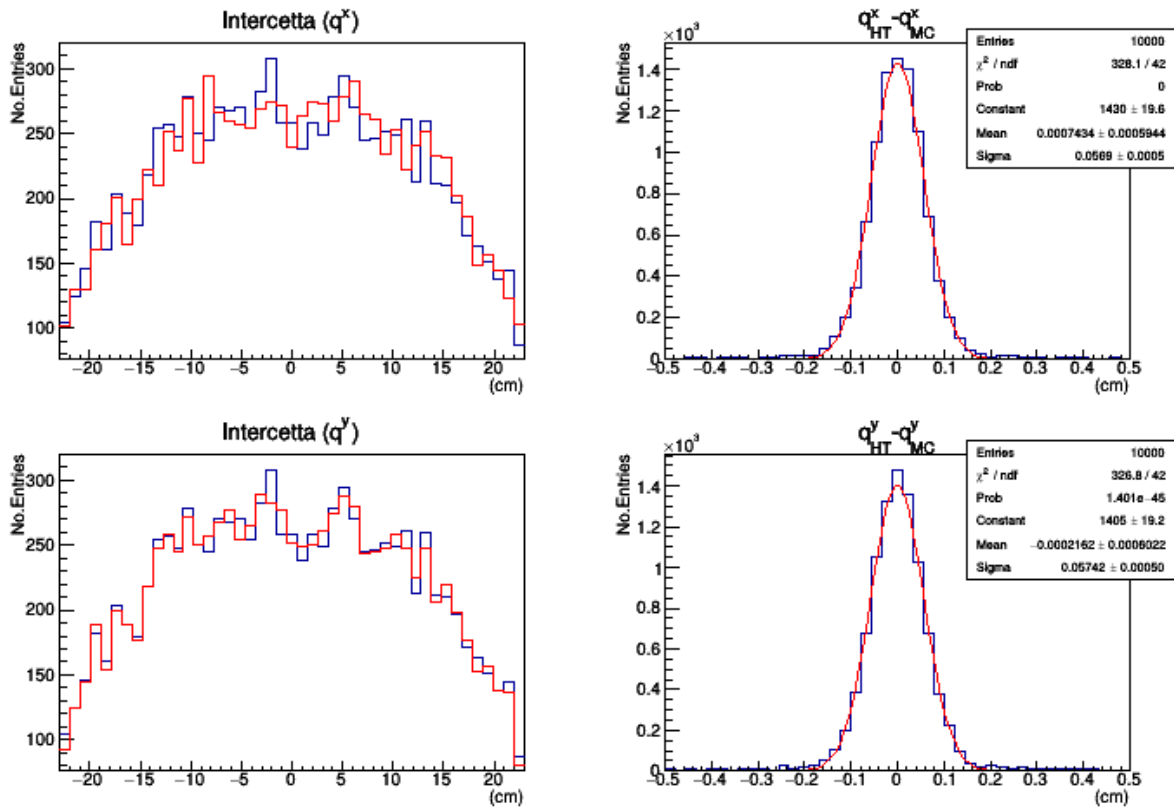 Intercetta (q^x)
No.Entries
300
250
200
150
100
−20 −15 −10 −5 0 5 10 15 20
(cm)
q^x_HT-q^x_MC
×10^3
No.Entries
1.4
1.2
1
0.8
0.6
0.4
0.2
0
−0.5 −0.4 −0.3 −0.2 −0.1 0 0.1 0.2 0.3 0.4 0.5
(cm)
Entries 10000
χ² / ndf 328.1 / 42
Prob 0
Constant 1430 ± 19.6
Mean 0.0007434 ± 0.0005944
Sigma 0.0569 ± 0.0005
Intercetta (q^y)
No.Entries
300
250
200
150
100
−20 −15 −10 −5 0 5 10 15 20
(cm)
q^y_HT-q^y_MC
×10^3
No.Entries
1.4
1.2
1
0.8
0.6
0.4
0.2
0
−0.5 −0.4 −0.3 −0.2 −0.1 0 0.1 0.2 0.3 0.4 0.5
(cm)
Entries 10000
χ² / ndf 326.8 / 42
Prob 1.401e−45
Constant 1405 ± 19.2
Mean −0.0002162 ± 0.0006022
Sigma 0.05742 ± 0.00050